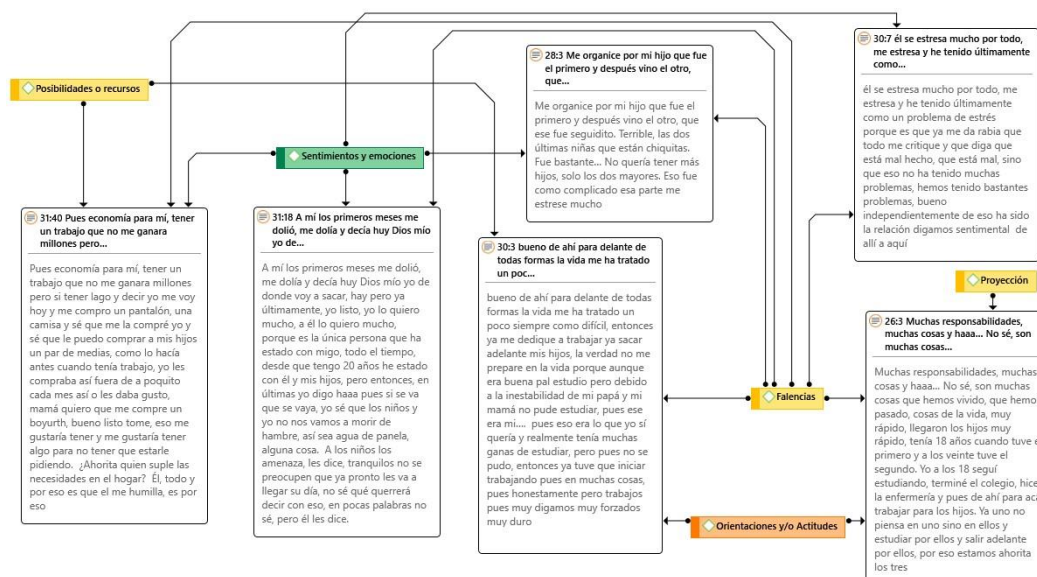 Posibilidades o recursos
Sentimientos y emociones
28:3 Me organice por mi hijo que fue
el primero y después vino el otro,
que...
Me organice por mi hijo que fue el
primero y después vino el otro, que
ese fue seguidito. Terrible, las dos
últimas niñas que están chiquitas.
Fue bastante... No quería tener más
hijos, solo los dos mayores. Eso fue
como complicado esa parte me
estrese mucho
30:7 él se estresa mucho por todo,
me estresa y he tenido últimamente
como...
él se estresa mucho por todo, me
estresa y he tenido últimamente
como un problema de estrés
porque es que ya me da rabia que
todo me critique y que diga que
está mal hecho, que está mal, sino
que eso no ha tenido muchas
problemas, hemos tenido bastantes
problemas, bueno
independientemente de eso ha sido
la relación digamos sentimental de
allí a aquí
31:40 Pues economía para mí, tener
un trabajo que no me ganara
millones pero...
Pues economía para mí, tener un
trabajo que no me ganara millones
pero si tener lago y decir yo me voy
hoy y me compro un pantalón, una
camisa y sé que me la compré yo y
sé que le puedo comprar a mis hijos
un par de medias, como lo hacía
antes cuando tenía trabajo, yo les
compraba así fuera de a poquito
cada mes así o les daba gusto,
mamá quiero que me compre un
boyurth, bueno listo tome, eso me
gustaría tener y me gustaría tener
algo para no tener que estarle
pidiendo. ¿Ahorita quien suple las
necesidades en el hogar? Él, todo y
por eso es que el me humilla, es por
eso
31:18 A mí los primeros meses me
dolió, me dolía y decía huy Dios mío
yo de...
A mí los primeros meses me dolió,
me dolía y decía huy Dios mío yo de
donde voy a sacar, hay pero ya
últimamente, yo listo, yo lo quiero
mucho, a él lo quiero mucho,
porque es la única persona que ha
estado con migo, todo el tiempo,
desde que tengo 20 años he estado
con él y mis hijos, pero entonces, en
últimas yo digo haaa pues si se va
que se vaya, yo sé que los niños y
yo no nos vamos a morir de
hambre, así sea agua de panela,
alguna cosa. A los niños los
amenaza, les dice, tranquilos no se
preocupen que ya pronto les va a
llegar su día, no sé qué querrerá
decir con eso, en pocas palabras no
sé, pero él les dice.
30:3 bueno de ahí para delante de
todas formas la vida me ha tratado
un poc...
bueno de ahí para delante de todas
formas la vida me ha tratado un
poco siempre como difícil, entonces
ya me dedique a trabajar ya sacar
adelante mis hijos, la verdad no me
prepare en la vida porque aunque
era buena pal estudio pero debido
a la inestabilidad de mi papá y mi
mamá no pude estudiar, pues ese
era mi.... pues eso era lo que yo sí
quería y realmente tenía muchas
ganas de estudiar, pero pues no se
pudo, entonces ya tuve que iniciar
trabajando pues en muchas cosas,
pues honestamente pero trabajos
pues muy digamos muy forzados
muy duro
Proyección
Falencias
Orientaciones y/o Actitudes
26:3 Muchas responsabilidades,
muchas cosas y haaa... No sé, son
muchas cosas...
Muchas responsabilidades, muchas
cosas y haaa... No sé, son muchas
cosas que hemos vivido, que hemo
pasado, cosas de la vida, muy
rápido, llegaron los hijos muy
rápido, tenía 18 años cuando tuve e
primero y a los veinte tuve el
segundo. Yo a los 18 seguí
estudiando, terminé el colegio, hice
la enfermería y pues de ahí para aca
trabajar para los hijos. Ya uno no
piensa en uno sino en ellos y
estudiar por ellos y salir adelante
por ellos, por eso estamos ahorita
los tres